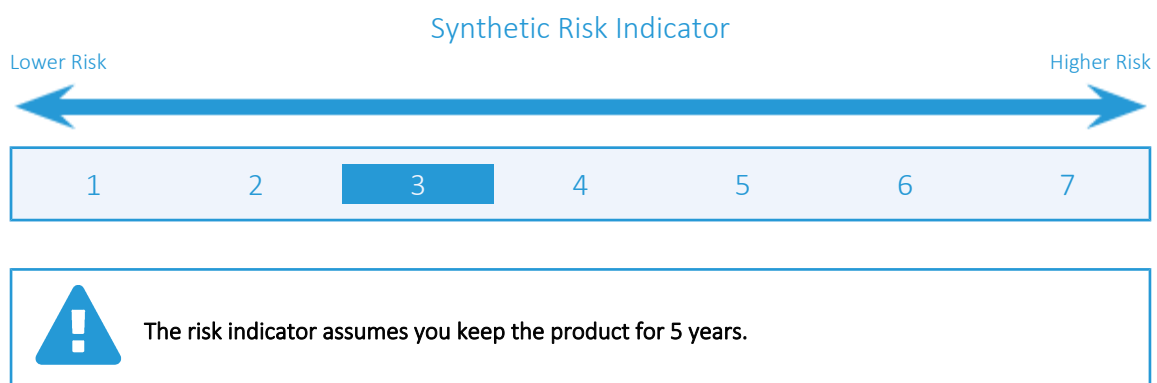 Synthetic Risk Indicator
Lower Risk Higher Risk
1 2 3 4 5 6 7
The risk indicator assumes you keep the product for 5 years.